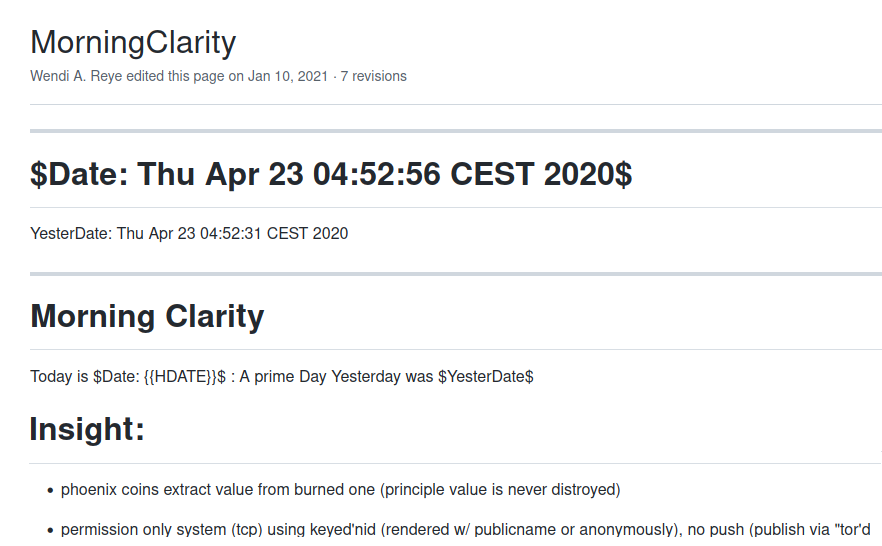 MorningClarity
Wendi A. Reye edited this page on Jan 10, 2021 · 7 revisions
$Date: Thu Apr 23 04:52:56 CEST 2020$
YesterDate: Thu Apr 23 04:52:31 CEST 2020
Morning Clarity
Today is $Date: {{HDATE}}$ : A prime Day Yesterday was $YesterDate$
Insight:
• phoenix coins extract value from burned one (principle value is never distroyed)
• permission only system (tcp) using keyed'nid (rendered w/ publicname or anonymously), no push (publish via "tor'd